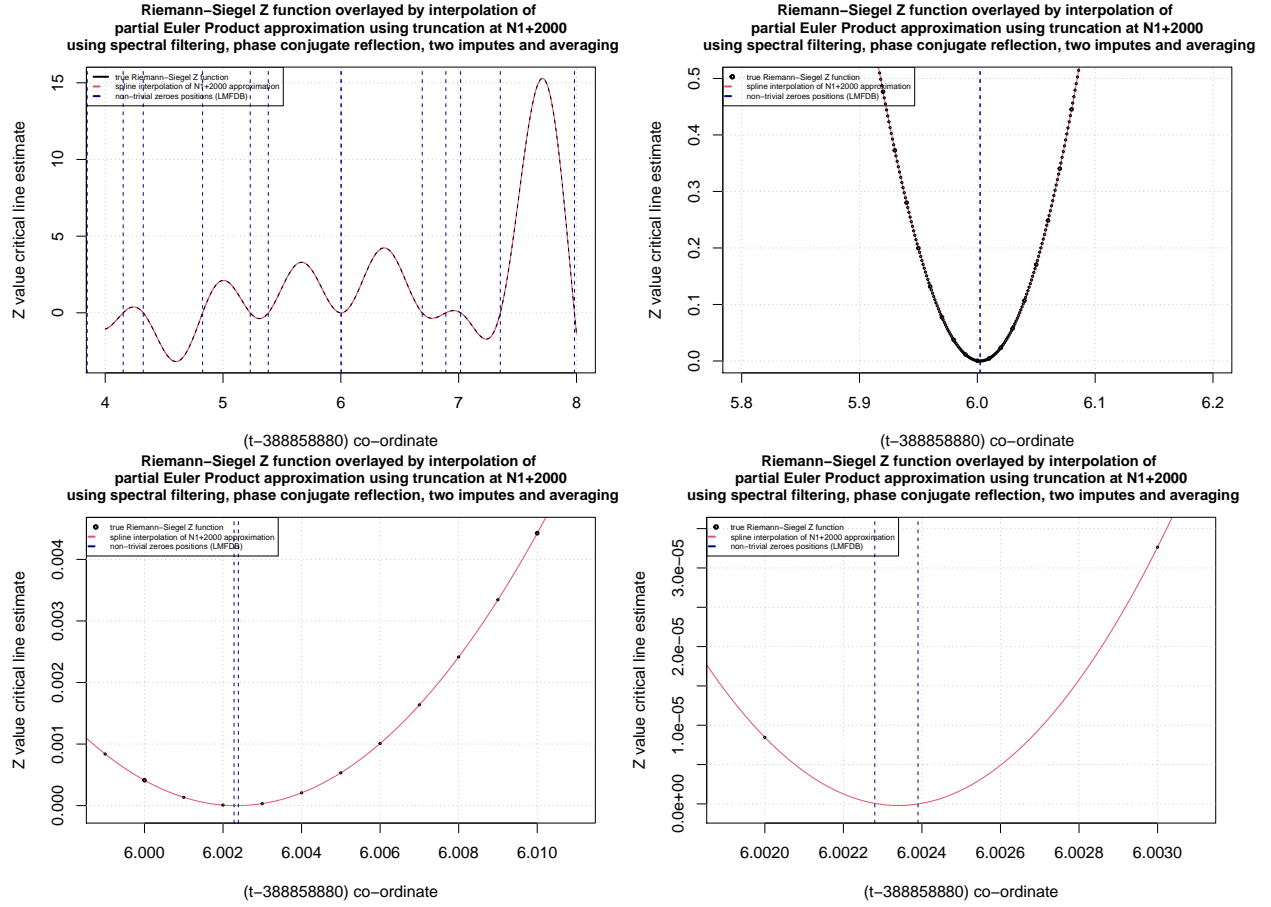 Riemann−Siegel Z function overlayed by interpolation of
partial Euler Product approximation using truncation at N1+2000
using spectral filtering, phase conjugate reflection, two imputes and averaging
true Riemann−Siegel Z function
spline interpolation of N1+2000 approximation
non−trivial zeroes positions (LMFDB)
Z value critical line estimate
15
10
5
0
4
5
6
7
8
(t−388858880) co−ordinate
Riemann−Siegel Z function overlayed by interpolation of
partial Euler Product approximation using truncation at N1+2000
using spectral filtering, phase conjugate reflection, two imputes and averaging
true Riemann−Siegel Z function
spline interpolation of N1+2000 approximation
non−trivial zeroes positions (LMFDB)
Z value critical line estimate
0.5
0.4
0.3
0.2
0.1
0.0
5.8
5.9
6.0
6.1
6.2
(t−388858880) co−ordinate
Riemann−Siegel Z function overlayed by interpolation of
partial Euler Product approximation using truncation at N1+2000
using spectral filtering, phase conjugate reflection, two imputes and averaging
true Riemann−Siegel Z function
spline interpolation of N1+2000 approximation
non−trivial zeroes positions (LMFDB)
Z value critical line estimate
0.004
0.003
0.002
0.001
0.000
6.000
6.002
6.004
6.006
6.008
6.010
(t−388858880) co−ordinate
Riemann−Siegel Z function overlayed by interpolation of
partial Euler Product approximation using truncation at N1+2000
using spectral filtering, phase conjugate reflection, two imputes and averaging
true Riemann−Siegel Z function
spline interpolation of N1+2000 approximation
non−trivial zeroes positions (LMFDB)
Z value critical line estimate
3.0e−05
2.0e−05
1.0e−05
0.0e+00
6.0020
6.0022
6.0024
6.0026
6.0028
6.0030
(t−388858880) co−ordinate